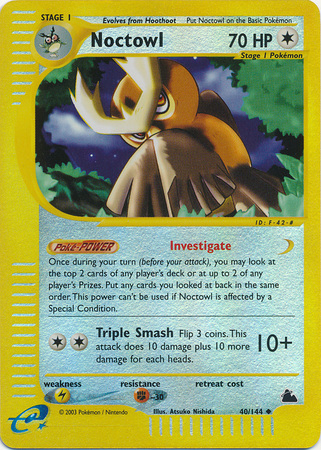 STAGE 1
Evolves from Hoothoot Put Noctowl on the Basic Pokémon
Noctowl 70 HP
Stage 1 Pokémon
ID: F-42-#
Poké-POWER Investigate
Once during your turn (before your attack), you may look
at the top 2 cards of any player's deck or at up to 2 of any
player's Prizes. Put any cards you looked at back in the same
order. This power can't be used if Noctowl is affected by a
Special Condition.
Triple Smash Flip 3 coins. This
attack does 10 damage plus 10 more
damage for each heads.
10+
weakness resistance retreat cost
-30
e
© 2003 Pokémon / Nintendo Illus. Atsuko Nishida 40/144